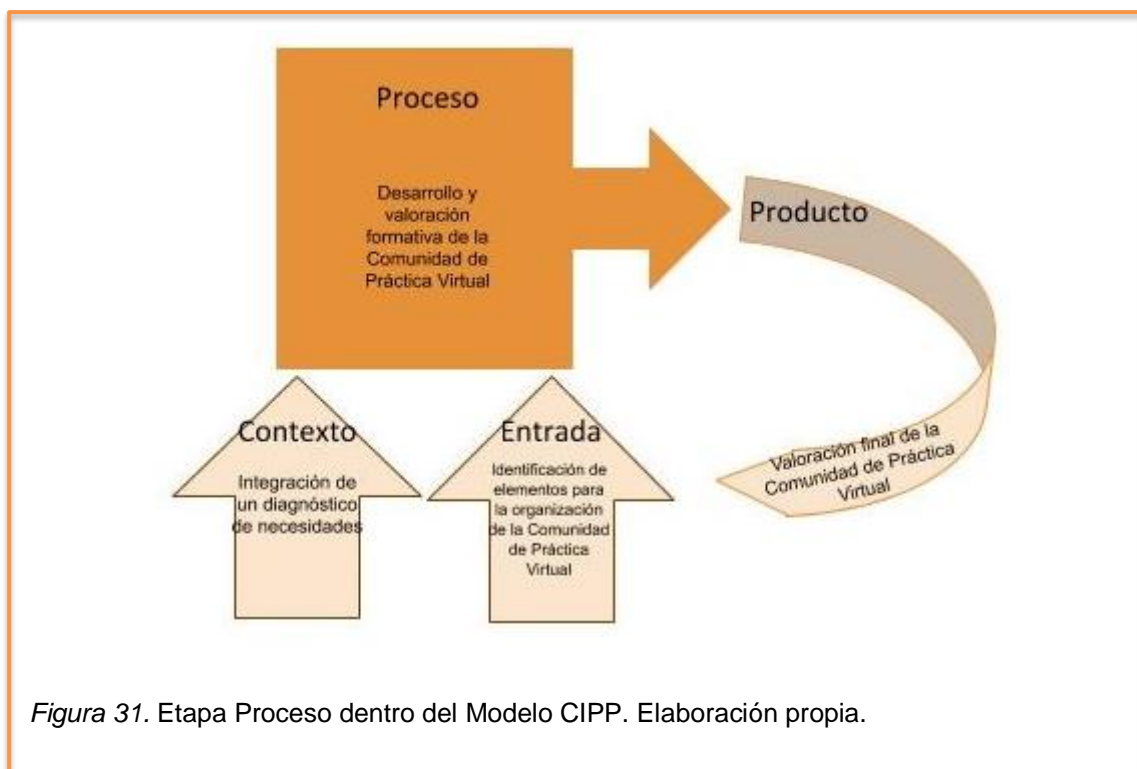 Proceso
Desarrollo y
valoración
formativa de la
Comunidad de
Práctica Virtual
Producto
Contexto
Integración de
un diagnóstico
de necesidades
Entrada
Identificación de
elementos para
la organización
de la Comunidad
de Práctica
Virtual
Valoración final de la
Comunidad de Práctica
Virtual
Figura 31. Etapa Proceso dentro del Modelo CIPP. Elaboración propia.